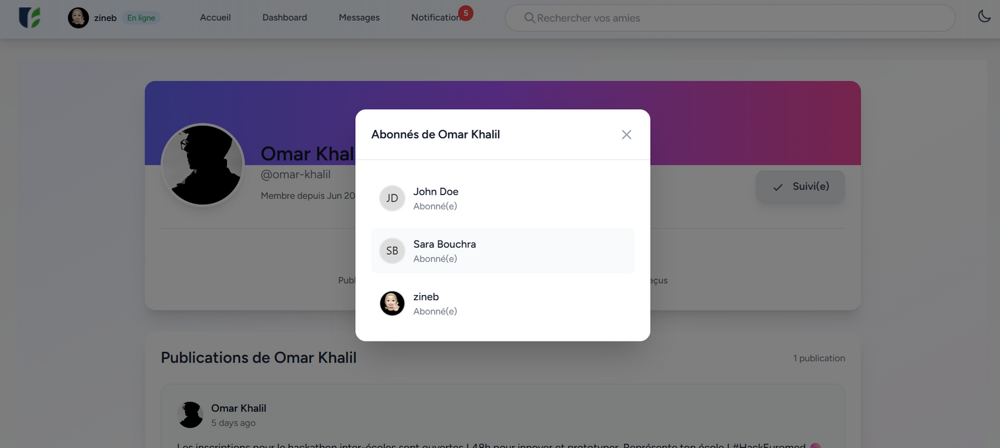 zineb En ligne Accueil Dashboard Messages Notification 5 Rechercher vos amies
Abonnés de Omar Khalil
Omar Khal
@omar-khalil
Membre depuis Jun 20
Suivi(e)
JD John Doe
Abonné(e)
SB Sara Bouchra
Abonné(e)
Publ eçus
zineb
Abonné(e)
Publications de Omar Khalil 1 publication
Omar Khalil
5 days ago
Les inscriptions pour le hackathon inter-écoles sont ouvertes ! 48h pour innover et prototyper. Représente ton école ! #HackEuromed